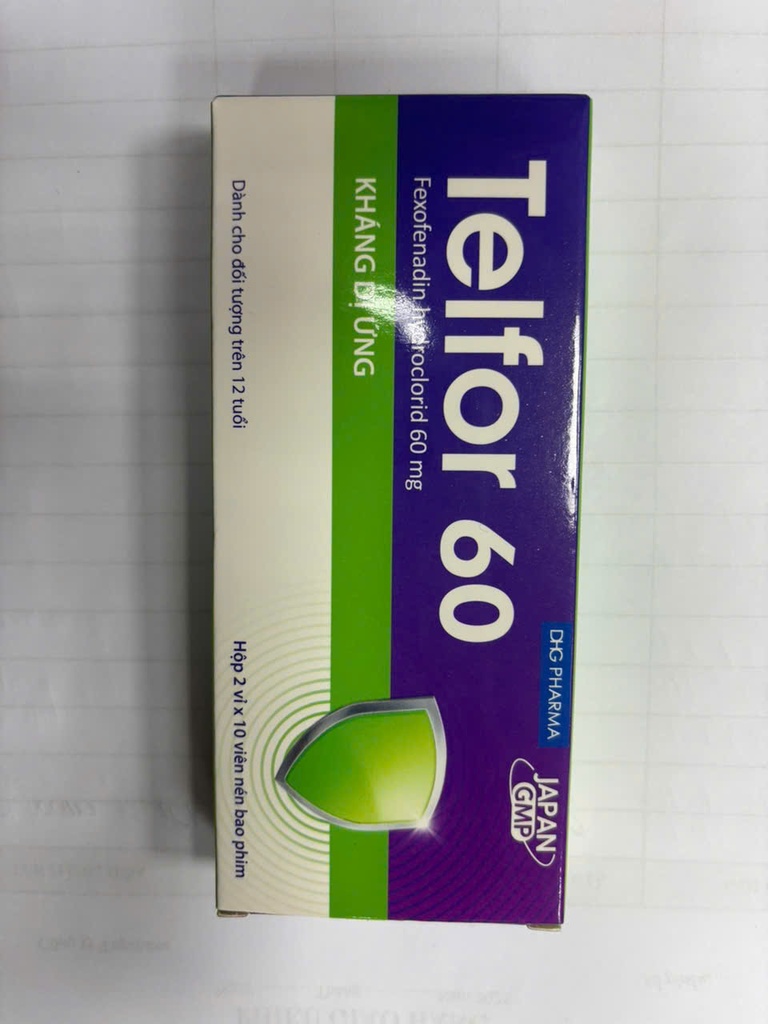 DHG PHARMA
JAPAN
GMP
Telfor 60
Fexofenadin hydroclorid 60 mg
KHÁNG DỊ ỨNG
Dành cho đối tượng trên 12 tuổi
Hộp 2 vỉ x 10 viên nén bao phim